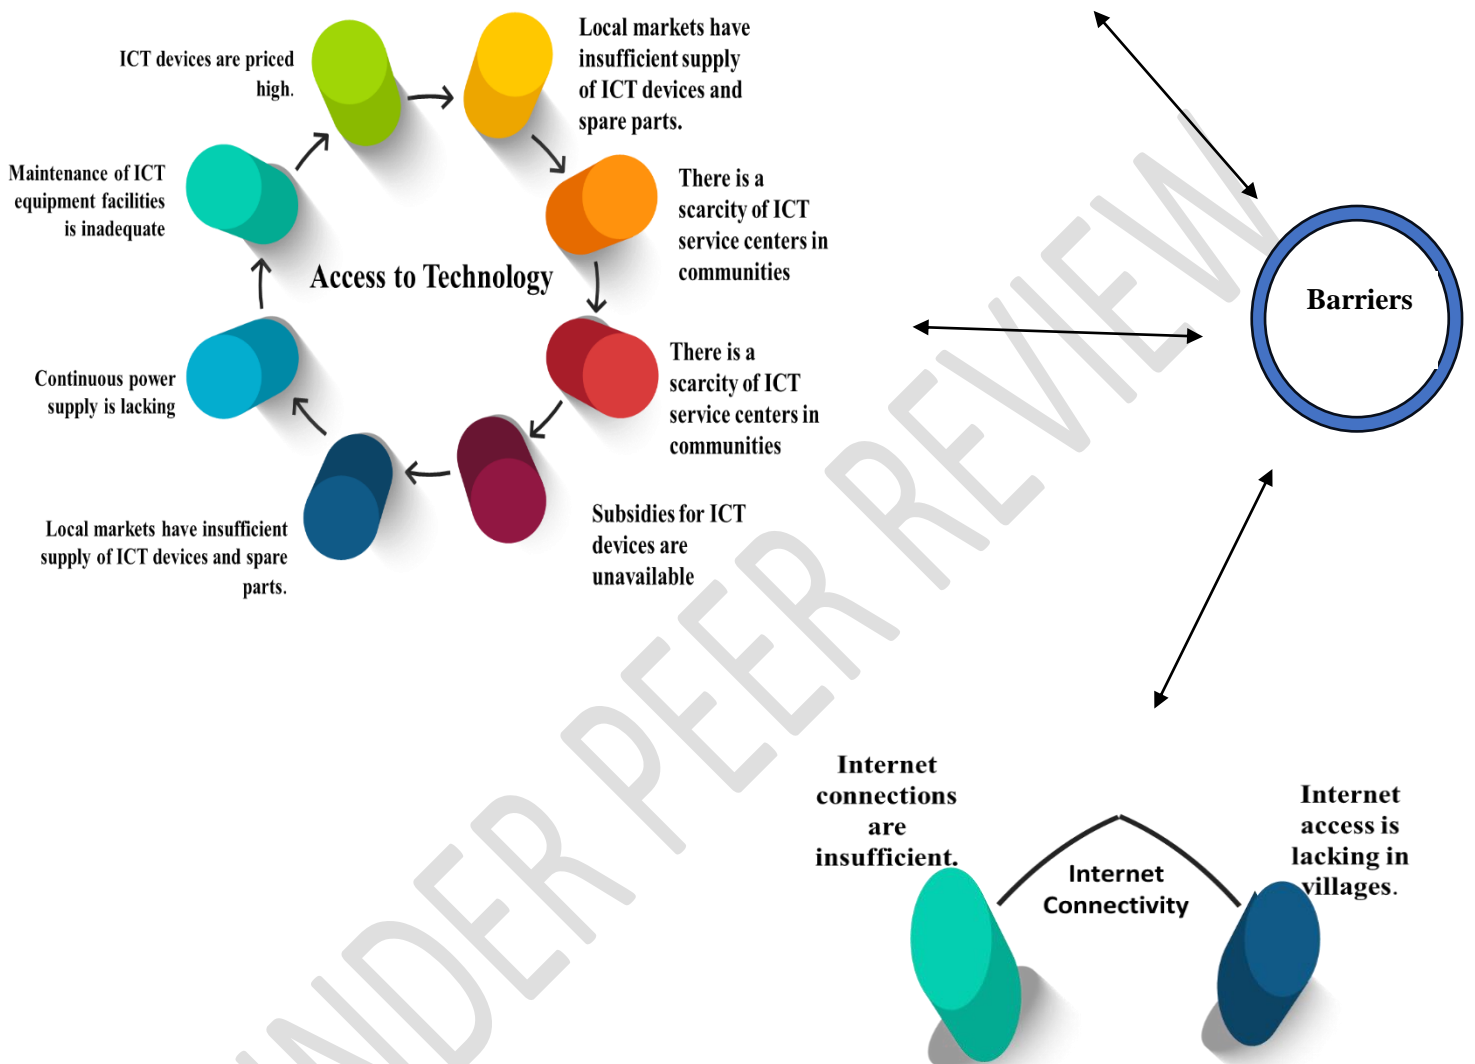 ICT devices are priced
high.
Local markets have
insufficient supply
of ICT devices and
spare parts.
Maintenance of ICT
equipment facilities
is inadequate
There is a
scarcity of ICT
service centers in
communities
Access to Technology
Barriers
Continuous power
supply is lacking
There is a
scarcity of ICT
service centers in
communities
Local markets have insufficient
supply of ICT devices and spare
parts.
Subsidies for ICT
devices are
unavailable
Internet
connections
are
insufficient.
Internet
access is
lacking in
villages.
Internet
Connectivity
UNDER PEER REVIEW